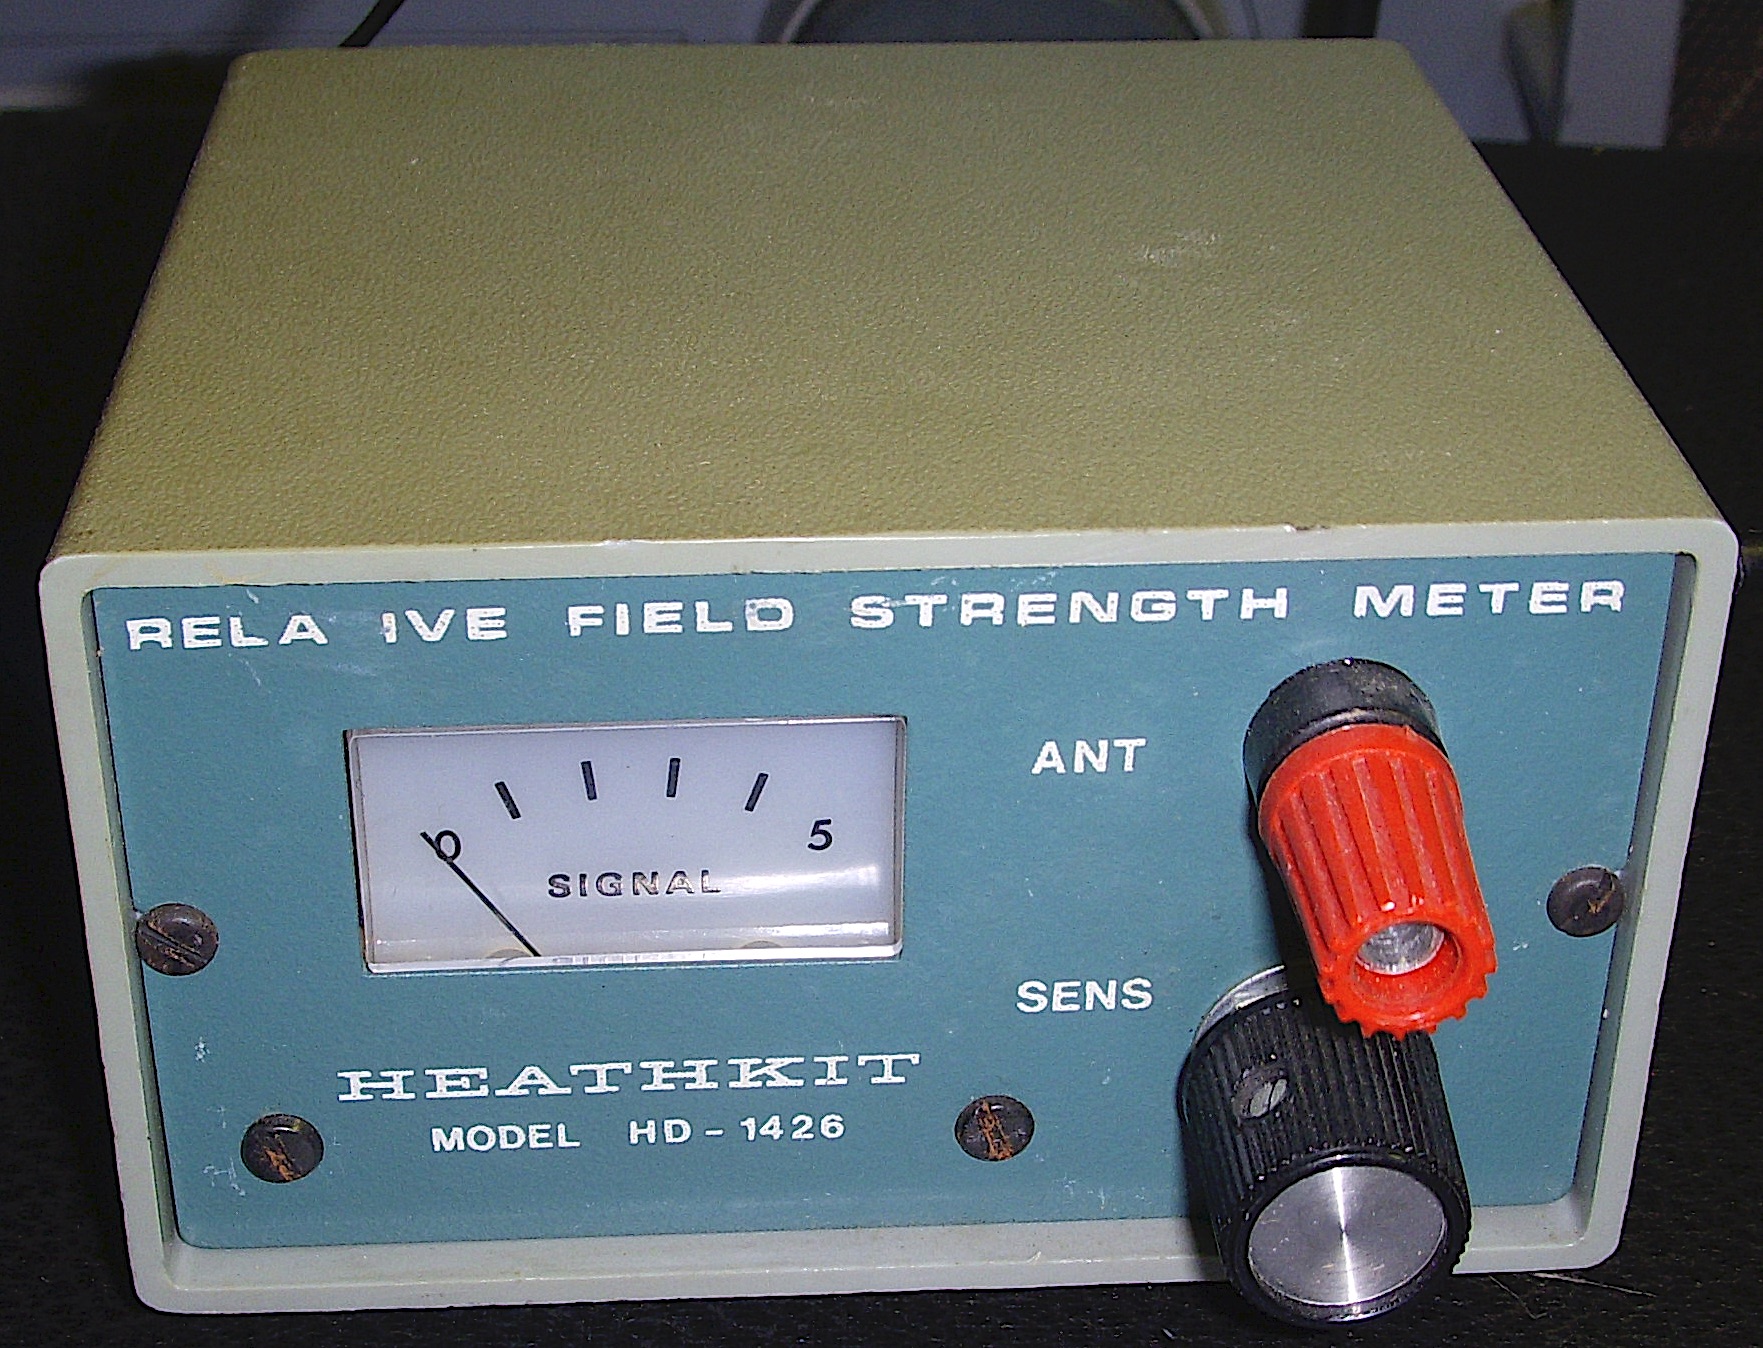 RELA IVE FIELD STRENGTH METER
ANT
0 5
SIGNAL
SENS
HEATHKIT
MODEL HD-1426